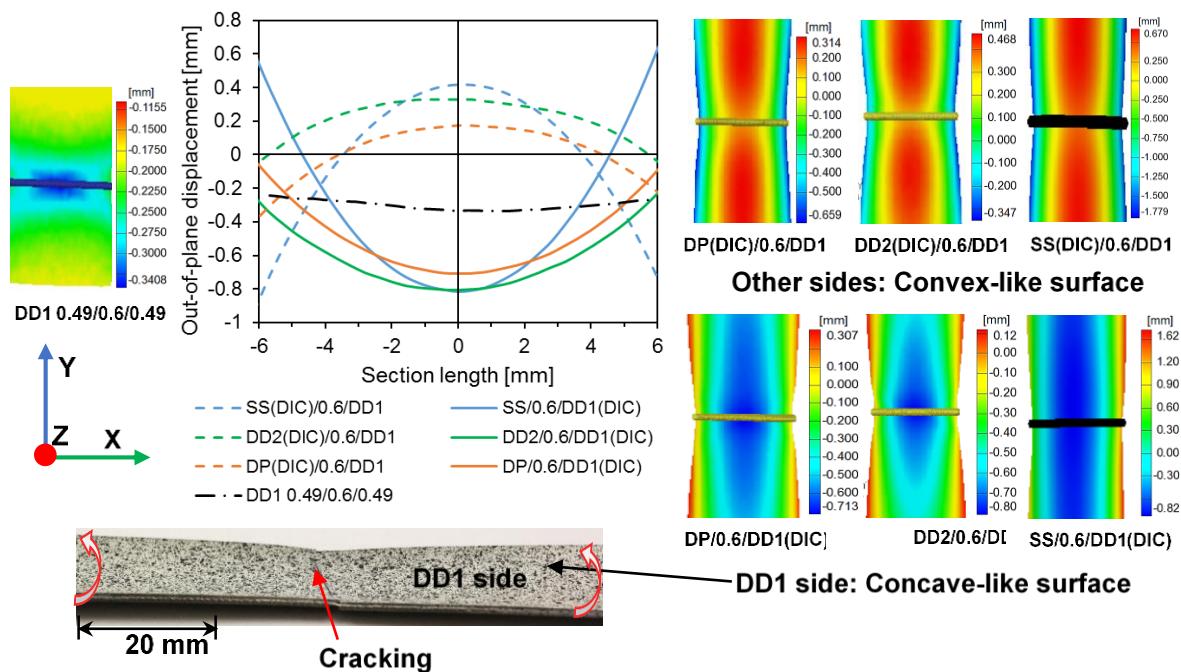 [mm]
-0.1155
-0.1500
-0.1750
-0.2000
-0.2250
-0.2500
-0.2750
-0.3000
-0.3408
DD1 0.49/0.6/0.49
Y
Z
X
Out-of-plane displacement [mm]
0.8
0.6
0.4
0.2
0
-0.2
-0.4
-0.6
-0.8
-1
-6
-4
-2
0
2
4
6
Section length [mm]
SS(DIC)/0.6/DD1
SS/0.6/DD1(DIC)
DD2(DIC)/0.6/DD1
DD2/0.6/DD1(DIC)
DP(DIC)/0.6/DD1
DP/0.6/DD1(DIC)
DD1 0.49/0.6/0.49
[mm]
0.314
0.200
0.100
0.000
-0.100
-0.200
-0.300
-0.400
-0.500
-0.659
DP(DIC)/0.6/DD1
[mm]
0.468
0.300
0.200
0.100
0.000
-0.100
-0.200
-0.347
DD2(DIC)/0.6/DD1
[mm]
0.670
0.250
0.000
-0.250
-0.500
-0.750
-1.000
-1.250
-1.779
SS(DIC)/0.6/DD1
Other sides: Convex-like surface
[mm]
0.307
0.100
0.000
-0.100
-0.200
-0.300
-0.400
-0.500
-0.600
-0.713
DP/0.6/DD1(DIC)
[mm]
0.12
0.00
-0.10
-0.20
-0.30
-0.40
-0.50
-0.60
-0.80
DD2/0.6/DD
[mm]
1.62
1.25
1.00
0.75
0.50
0.25
0.00
-0.25
-0.82
SS/0.6/DD1(DIC)
DD1 side: Concave-like surface
DD1 side
20 mm
Cracking